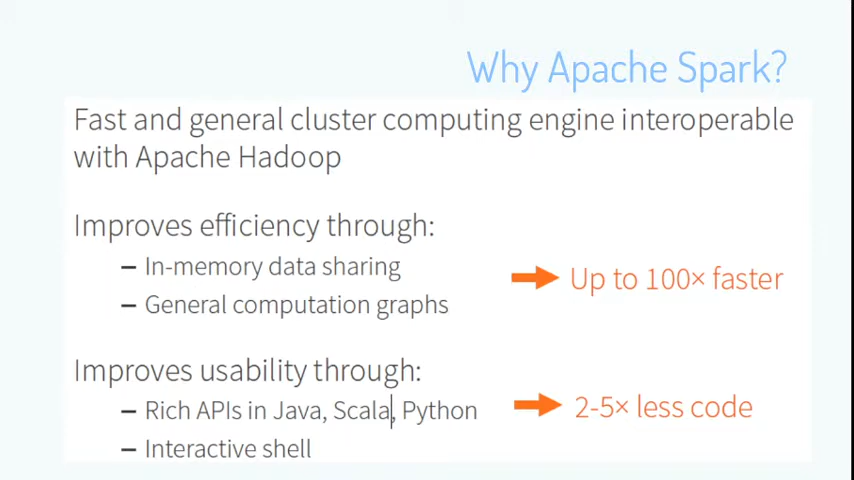 Why Apache Spark?
Fast and general cluster computing engine interoperable
with Apache Hadoop
Improves efficiency through:
– In-memory data sharing
– General computation graphs
Up to 100× faster
Improves usability through:
– Rich APIs in Java, Scala, Python
– Interactive shell
2-5× less code